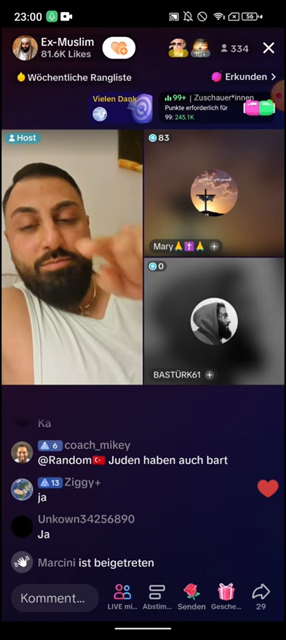 23:00
56
Ex-Muslim
81.6K Likes
334
Wöchentliche Rangliste
Erkunden >
Vielen Dank
99+ | Zuschauer*innen
Punkte erforderlich für
99: 245.1K
Host
83
Mary🙏✝️🙏 +
0
BASTÜRK61 +
Ka
6 coach_mikey
@Random🇹🇷 Juden haben auch bart
13 Ziggy+
ja
Unkown34256890
Ja
Marcini ist beigetreten
Komment...
LIVE mi...
Abstim...
Senden
Gesche...
29